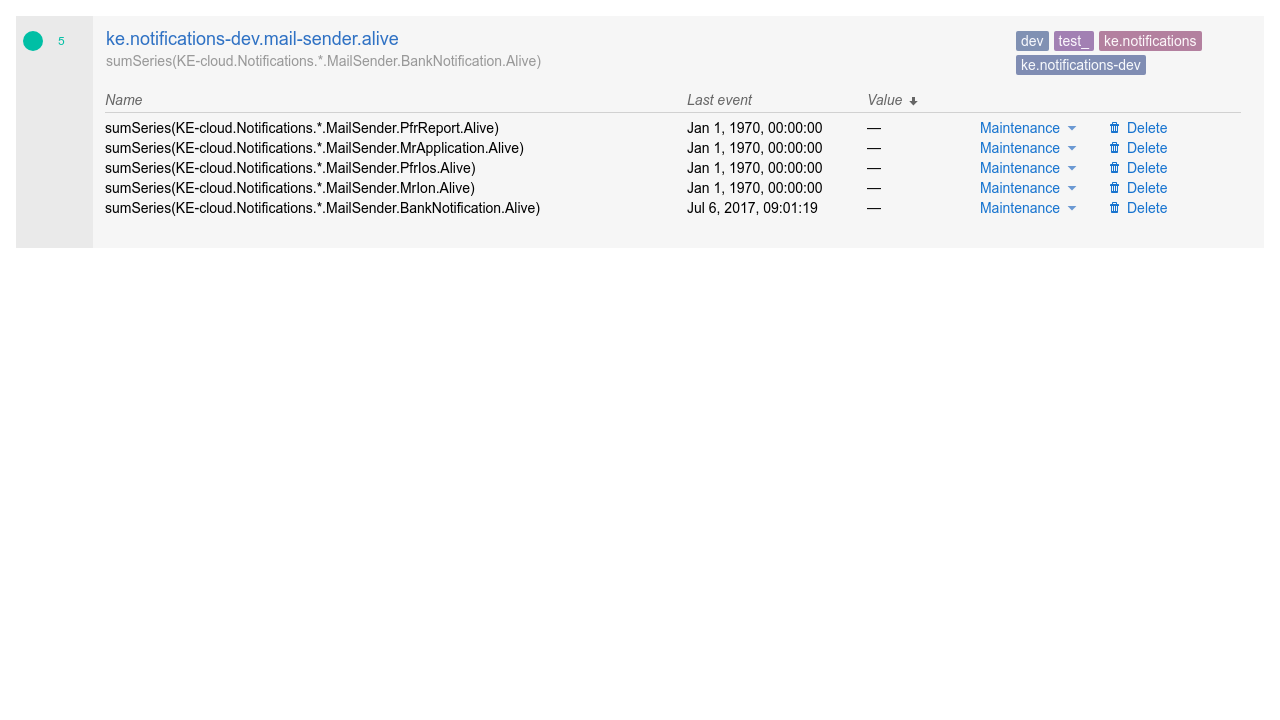 5
ke.notifications-dev.mail-sender.alive
dev test_ ke.notifications
sumSeries(KE-cloud.Notifications.*.MailSender.BankNotification.Alive)
ke.notifications-dev
Name Last event Value
sumSeries(KE-cloud.Notifications.*.MailSender.PfrReport.Alive) Jan 1, 1970, 00:00:00 — Maintenance Delete
sumSeries(KE-cloud.Notifications.*.MailSender.MrApplication.Alive) Jan 1, 1970, 00:00:00 — Maintenance Delete
sumSeries(KE-cloud.Notifications.*.MailSender.PfrIos.Alive) Jan 1, 1970, 00:00:00 — Maintenance Delete
sumSeries(KE-cloud.Notifications.*.MailSender.MrIon.Alive) Jan 1, 1970, 00:00:00 — Maintenance Delete
sumSeries(KE-cloud.Notifications.*.MailSender.BankNotification.Alive) Jul 6, 2017, 09:01:19 — Maintenance Delete